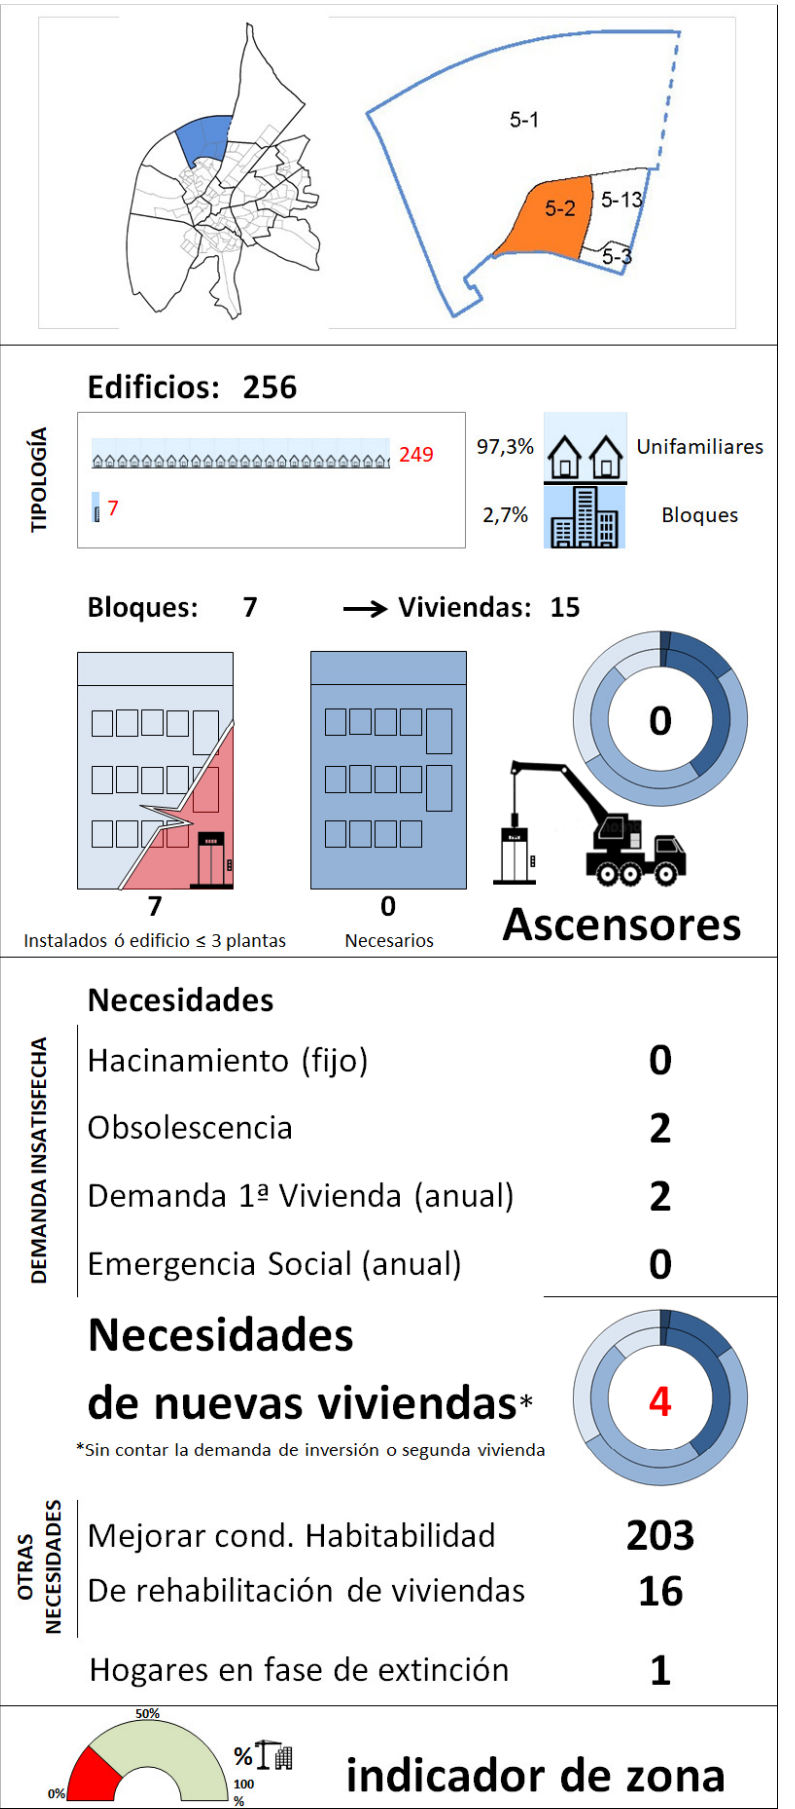 5-1
5-13
5-2
5-3
Edificios: 256
TIPOLOGÍA
249
97,3%
Unifamiliares
7
2,7%
Bloques
Bloques: 7
Viviendas: 15
0
7
0
Instalados ó edificio ≤ 3 plantas
Necesarios
Ascensores
Necesidades
DEMANDA INSATISFECHA
Hacinamiento (fijo) 0
Obsolescencia 2
Demanda 1ª Vivienda (anual) 2
Emergencia Social (anual) 0
Necesidades
de nuevas viviendas*
4
*Sin contar la demanda de inversión o segunda vivienda
OTRAS
NECESIDADES
Mejorar cond. Habitabilidad 203
De rehabilitación de viviendas 16
Hogares en fase de extinción 1
50%
%
0%
100
%
indicador de zona